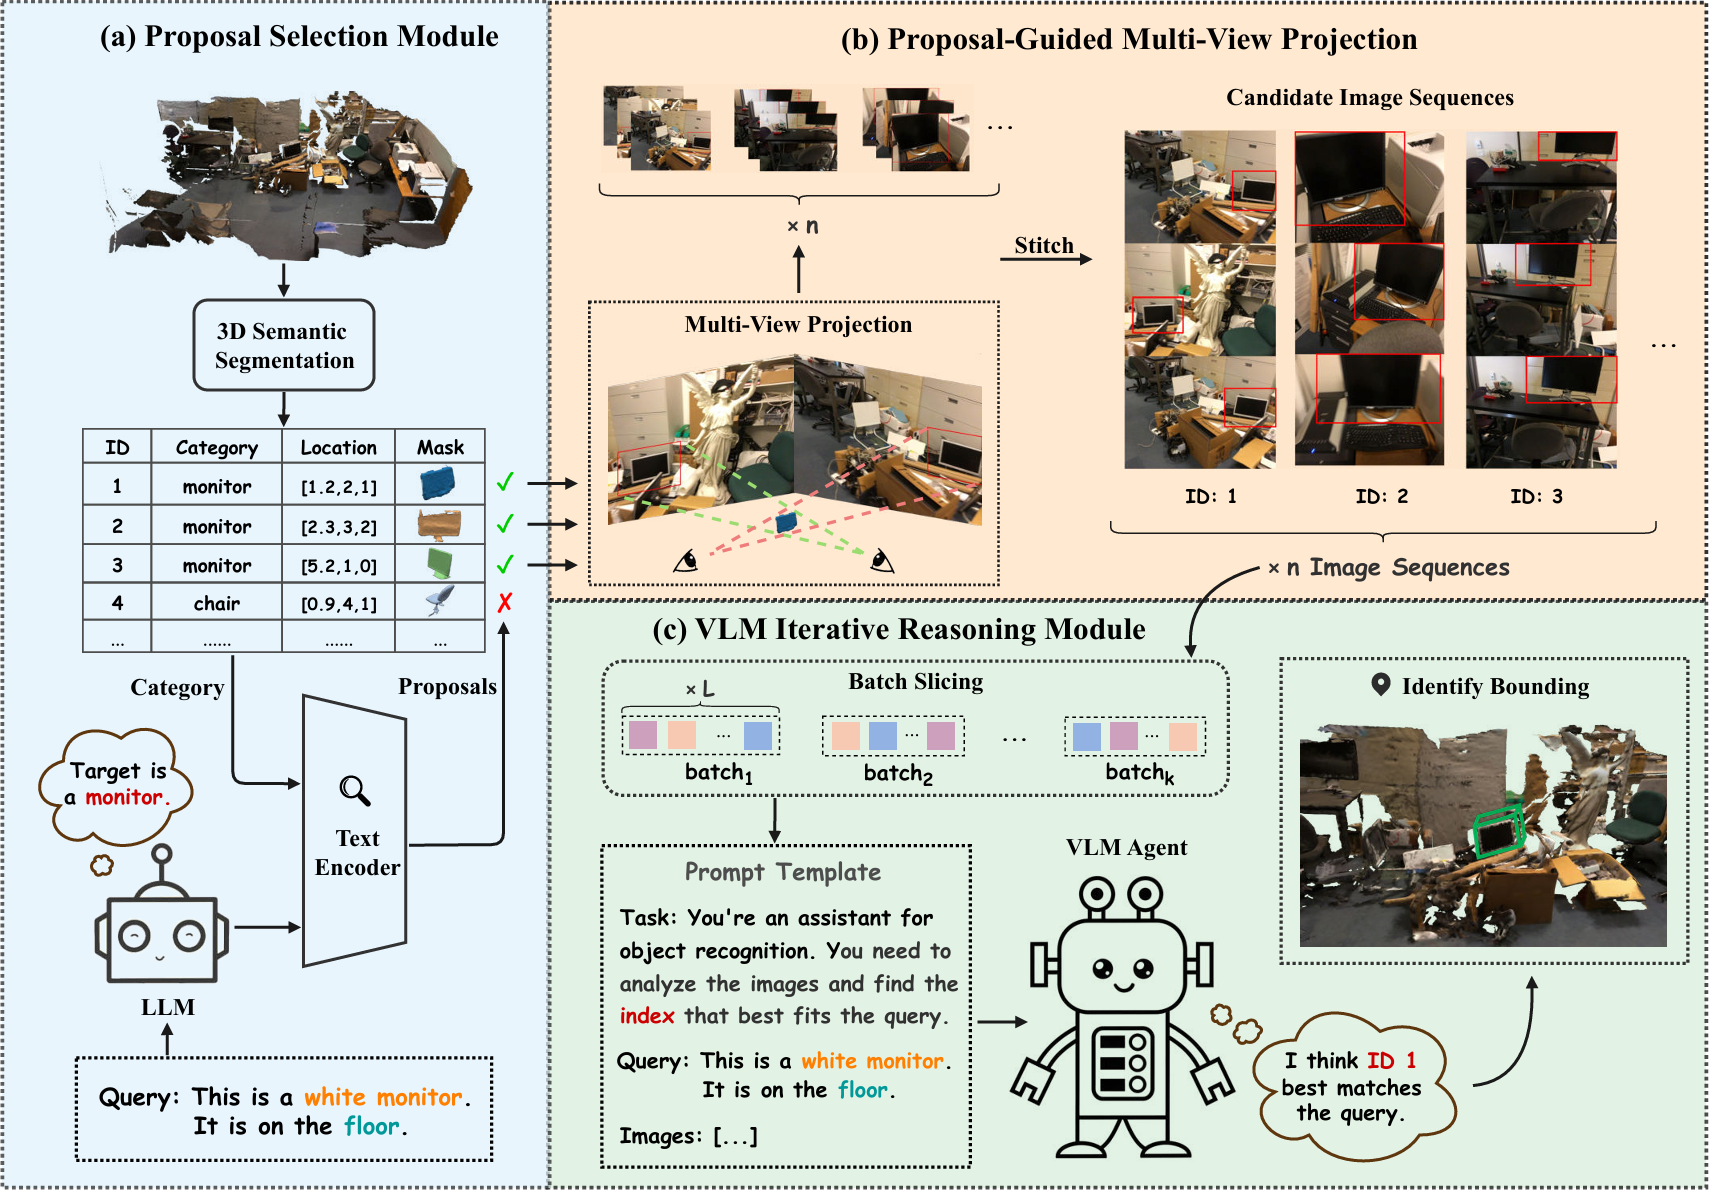 (a) Proposal Selection Module
3D Semantic
Segmentation
ID Category Location Mask
1 monitor [1.2,2,1] ✓
2 monitor [2.3,3,2] ✓
3 monitor [5.2,1,0] ✓
4 chair [0.9,4,1] ✗
... ...... ...... ...
Category
Proposals
Target is
a monitor.
Text
Encoder
LLM
Query: This is a white monitor.
It is on the floor.
(b) Proposal-Guided Multi-View Projection
...
× n
Multi-View Projection
Stitch
Candidate Image Sequences
...
ID: 1 ID: 2 ID: 3
× n Image Sequences
(c) VLM Iterative Reasoning Module
Batch Slicing
× L
... ... ... ...
batch1 batch2 batchk
Prompt Template
Task: You're an assistant for
object recognition. You need to
analyze the images and find the
index that best fits the query.
Query: This is a white monitor.
It is on the floor.
Images: [...]
VLM Agent
I think ID 1
best matches
the query.
Identify Bounding